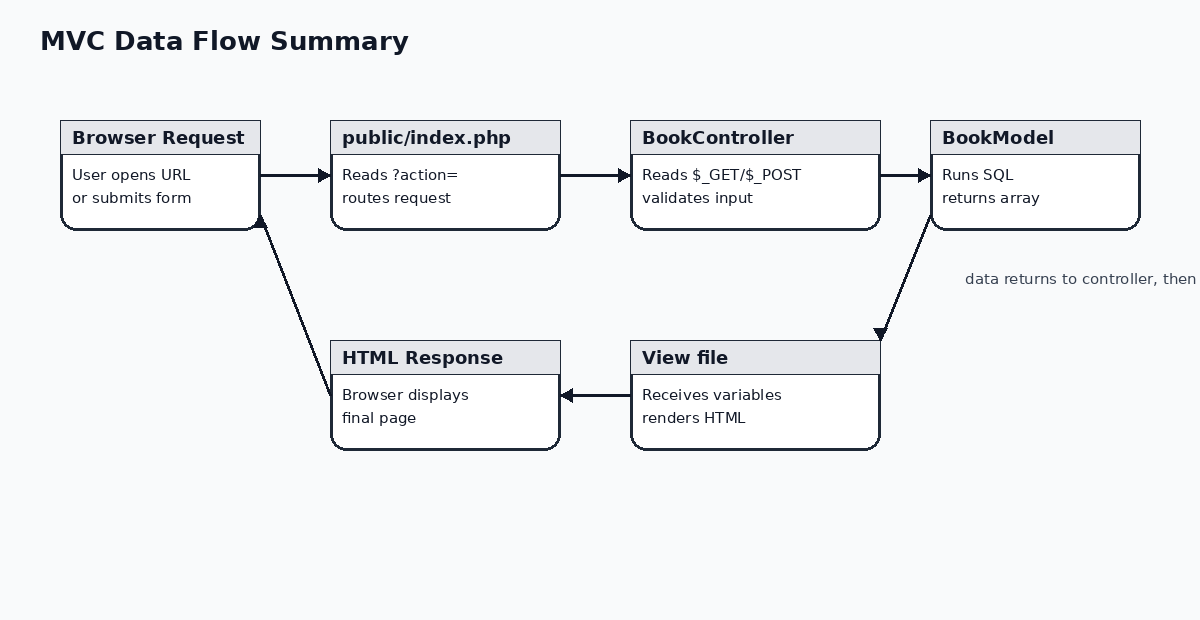 MVC Data Flow Summary
Browser Request
User opens URL
or submits form
public/index.php
Reads ?action=
routes request
BookController
Reads $_GET/$_POST
validates input
BookModel
Runs SQL
returns array
data returns to controller, then
HTML Response
Browser displays
final page
View file
Receives variables
renders HTML